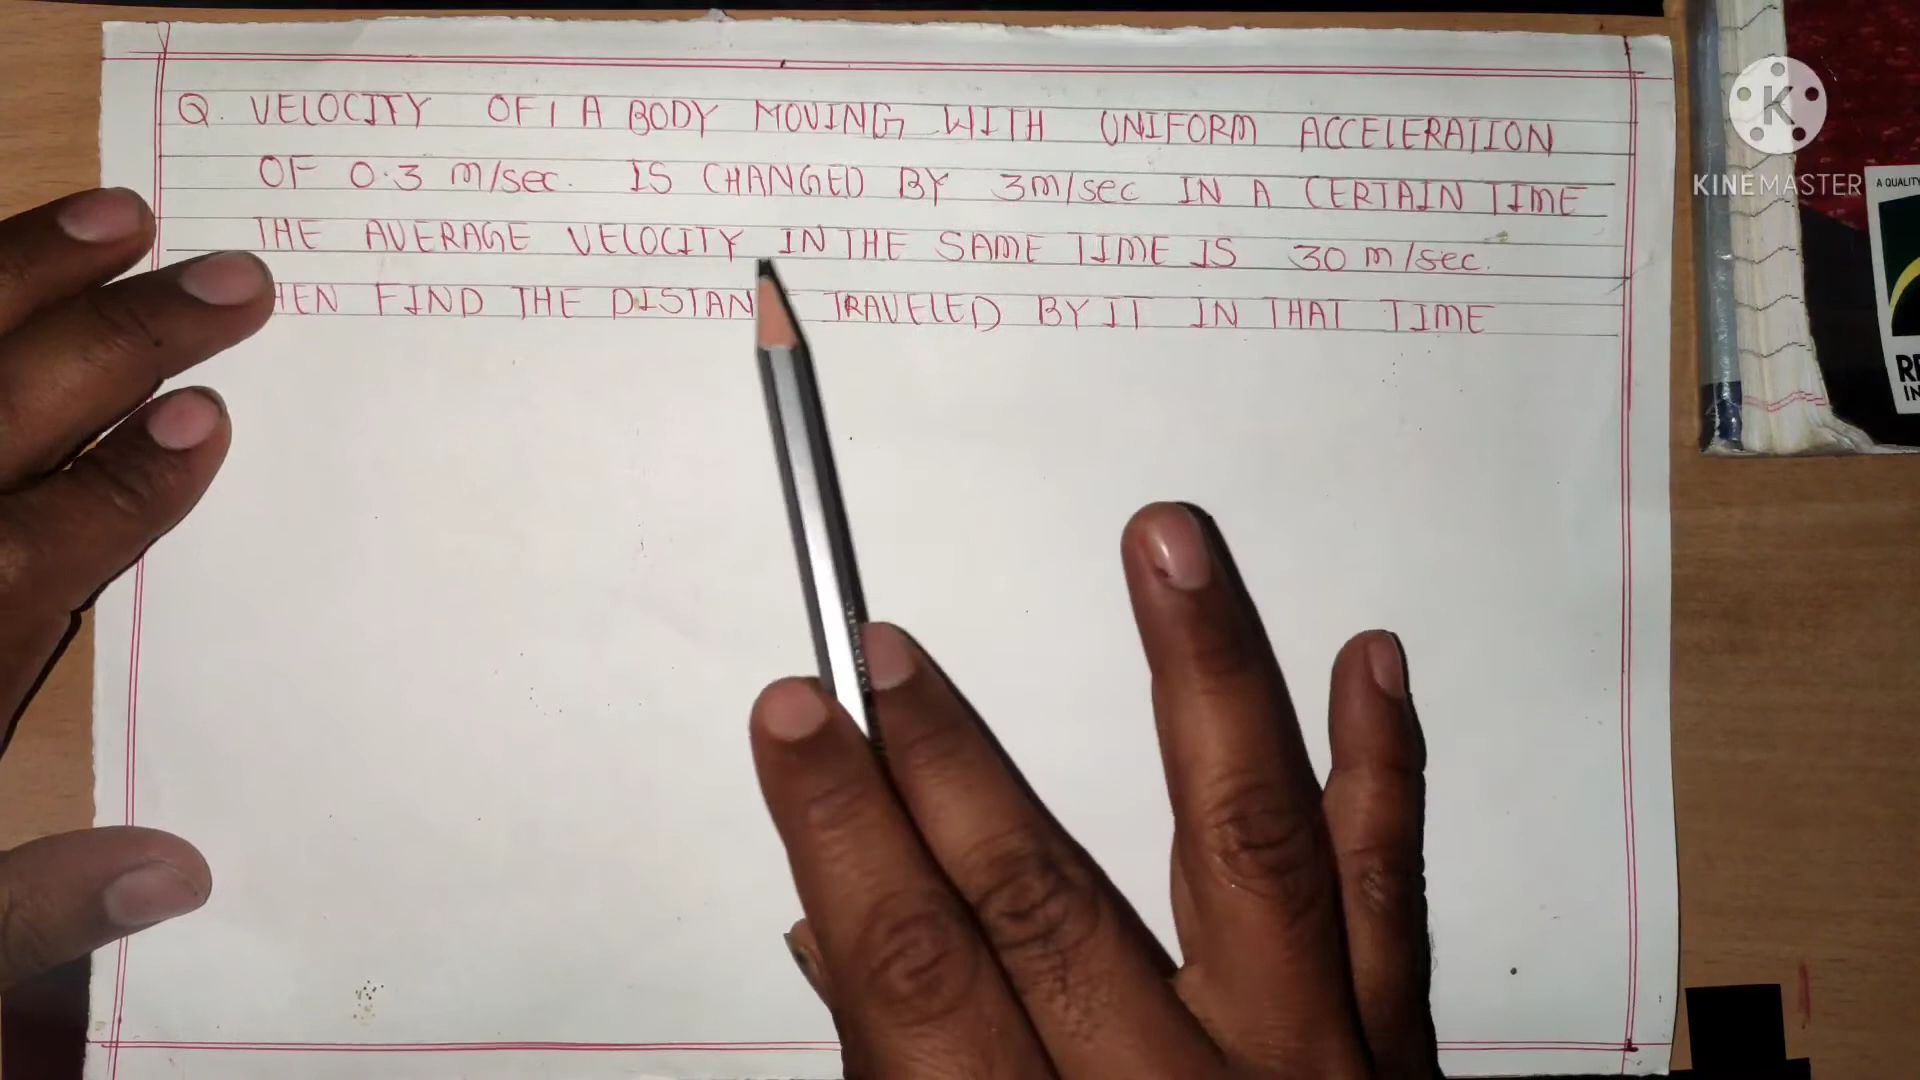 Q. VELOCITY OF A BODY MOVING WITH UNIFORM ACCELERATION
OF 0.3 m/sec. IS CHANGED BY 3m/sec IN A CERTAIN TIME
THE AVERAGE VELOCITY IN THE SAME TIME IS 30 m/sec.
FIND THE TRAVELED BY IT IN THAT TIME
K
KINEMASTER
A QUALITY